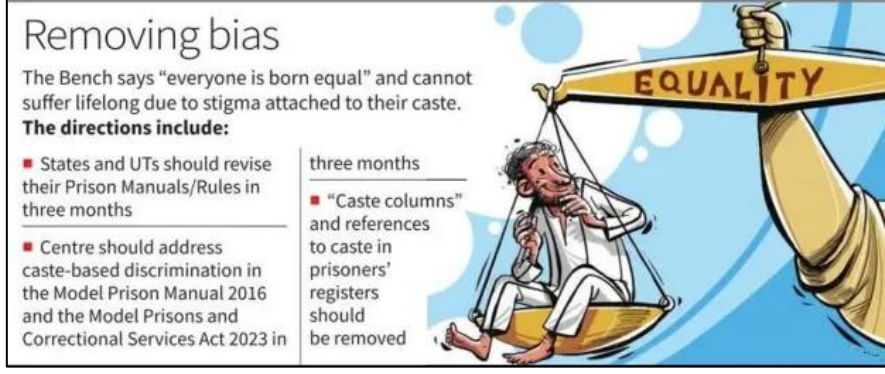 Removing bias
The Bench says “everyone is born equal” and cannot
suffer lifelong due to stigma attached to their caste.
The directions include:
■ States and UTs should revise
their Prison Manuals/Rules in
three months
■ Centre should address
caste-based discrimination in
the Model Prison Manual 2016
and the Model Prisons and
Correctional Services Act 2023 in
three months
■ “Caste columns”
and references
to caste in
prisoners’
registers
should
be removed
EQUALITY